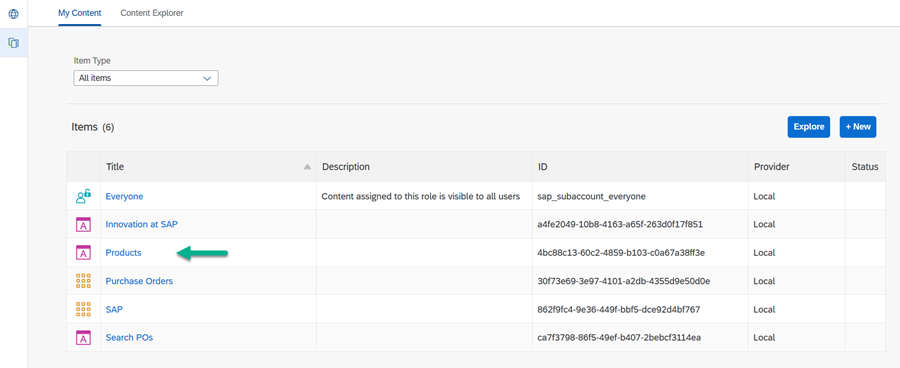 My Content Content Explorer
Item Type
All items
Items (6) Explore + New
Title Description ID Provider Status
Everyone Content assigned to this role is visible to all users sap_subaccount_everyone Local
A Innovation at SAP a4fe2049-10b8-4163-a65f-263d0f17f851 Local
A Products 4bc88c13-60c2-4859-b103-c0a67a38ff3e Local
Purchase Orders 30f73e69-3e97-4101-a2db-4355d9e50d0e Local
SAP 862f9fc4-9e36-449f-bbf5-dce92d4bf767 Local
A Search POs ca7f3798-86f5-49ef-b407-2bebcf3114ea Local